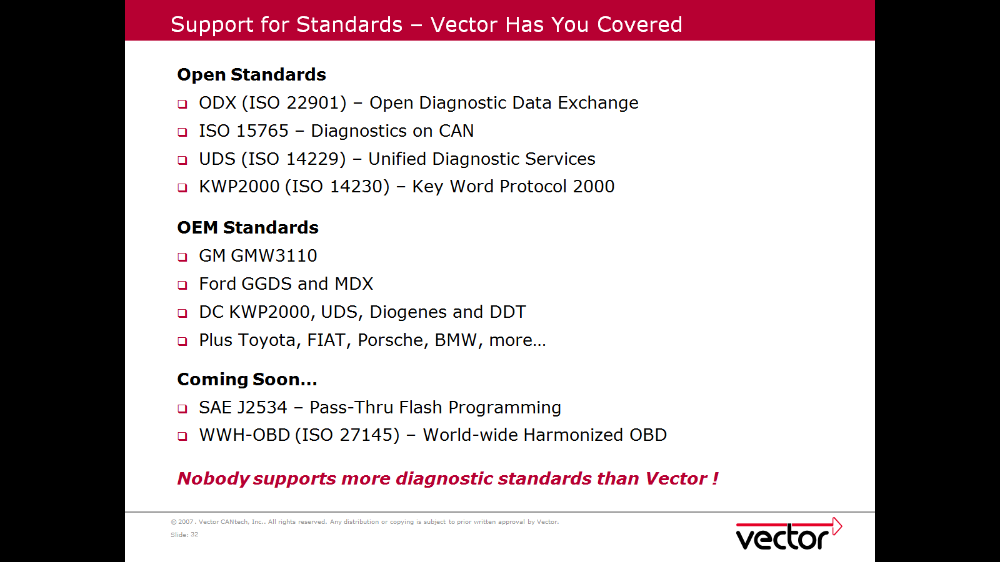 Support for Standards – Vector Has You Covered
Open Standards
ODX (ISO 22901) – Open Diagnostic Data Exchange
ISO 15765 – Diagnostics on CAN
UDS (ISO 14229) – Unified Diagnostic Services
KWP2000 (ISO 14230) – Key Word Protocol 2000
OEM Standards
GM GMW3110
Ford GGDS and MDX
DC KWP2000, UDS, Diogenes and DDT
Plus Toyota, FIAT, Porsche, BMW, more…
Coming Soon…
SAE J2534 – Pass-Thru Flash Programming
WWH-OBD (ISO 27145) – World-wide Harmonized OBD
Nobody supports more diagnostic standards than Vector !
© 2007 . Vector CANtech, Inc.. All rights reserved. Any distribution or copying is subject to prior written approval by Vector.
Slide: 32
vector